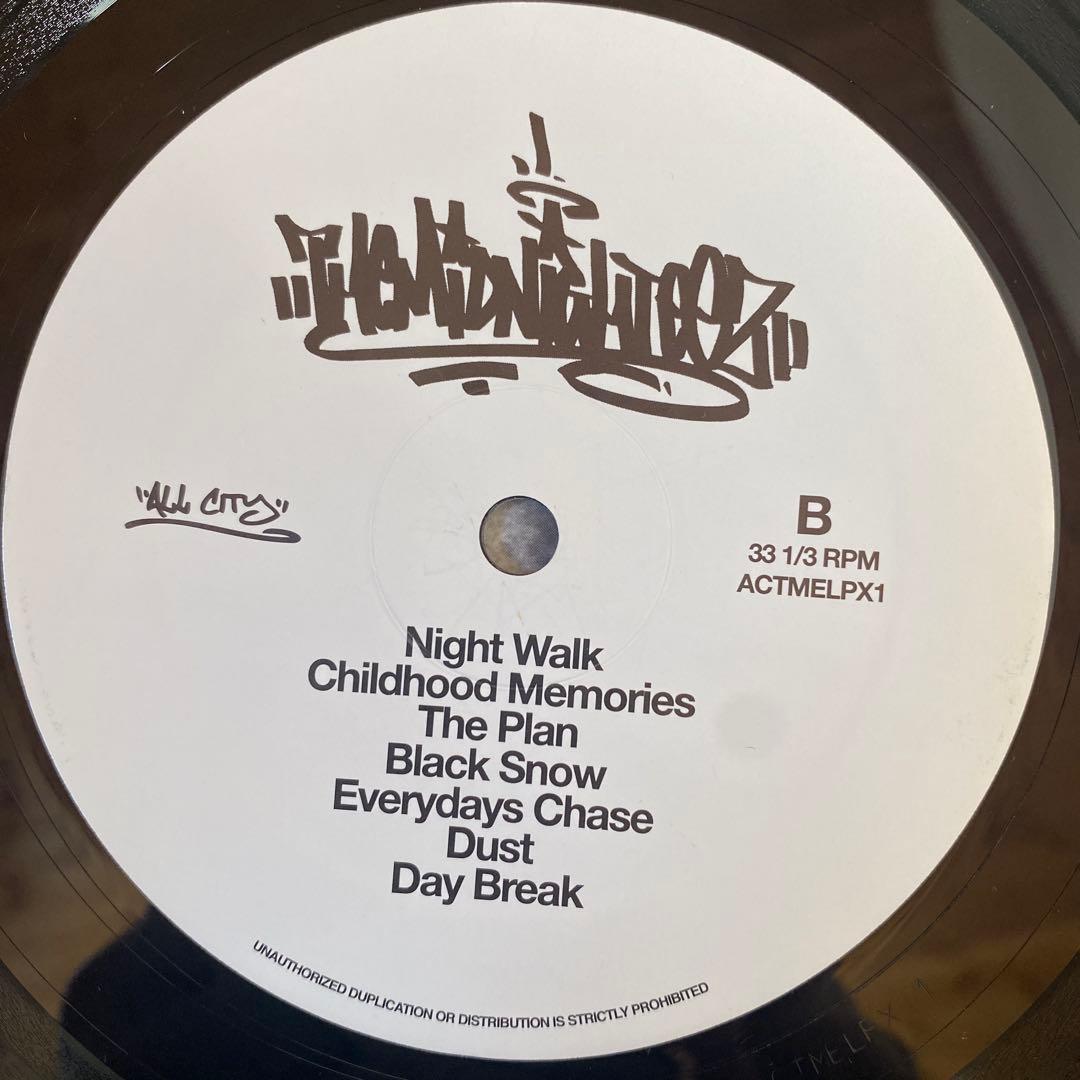 "THEMIDNIGHTEEZ"
"ALL CITY"
B
33 1/3 RPM
ACTMELPX1
Night Walk
Childhood Memories
The Plan
Black Snow
Everydays Chase
Dust
Day Break
UNAUTHORIZED DUPLICATION OR DISTRIBUTION IS STRICTLY PROHIBITED